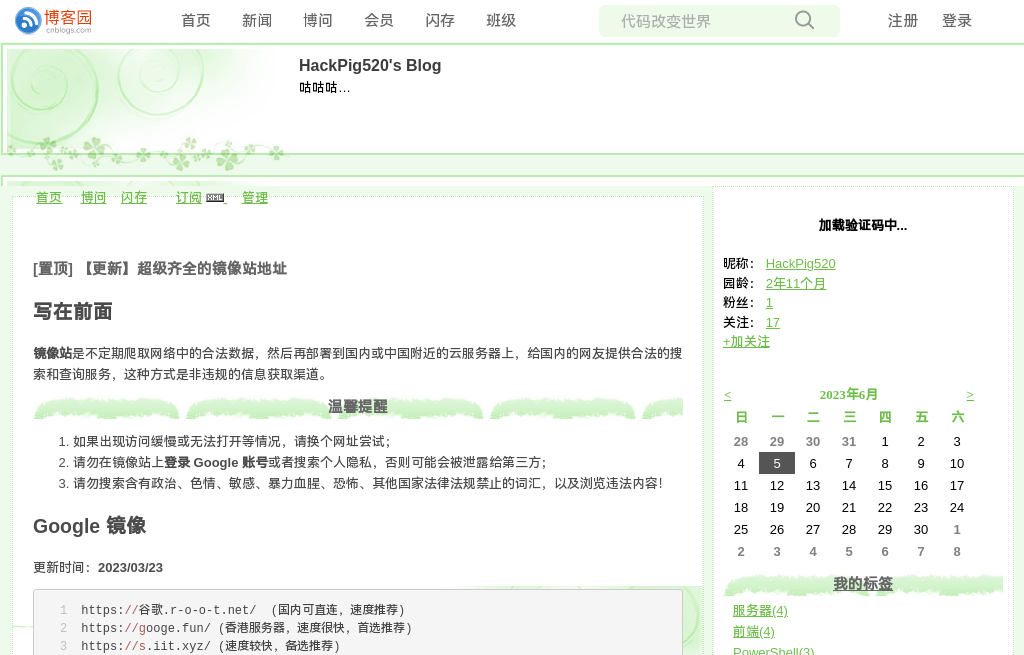 博客园
cnblogs.com
首页 新闻 博问 会员 闪存 班级
代码改变世界
注册 登录
HackPig520's Blog
咕咕咕…
首页 博问 闪存 订阅 XML 管理
[置顶] 【更新】超级齐全的镜像站地址
写在前面
镜像站是不定期爬取网络中的合法数据，然后再部署到国内或中国附近的云服务器上，给国内的网友提供合法的搜
索和查询服务，这种方式是非违规的信息获取渠道。
温馨提醒
1. 如果出现访问缓慢或无法打开等情况，请换个网址尝试；
2. 请勿在镜像站上登录 Google 账号或者搜索个人隐私，否则可能会被泄露给第三方；
3. 请勿搜索含有政治、色情、敏感、暴力血腥、恐怖、其他国家法律法规禁止的词汇，以及浏览违法内容！
Google 镜像
更新时间：2023/03/23
1 https://谷歌.r-o-o-t.net/ （国内可直连，速度推荐）
2 https://googe.fun/ (香港服务器，速度很快，首选推荐)
3 https://s.iit.xyz/ (速度较快，备选推荐)
加载验证码中...
昵称： HackPig520
园龄： 2年11个月
粉丝： 1
关注： 17
+加关注
< 2023年6月 >
日 一 二 三 四 五 六
28 29 30 31 1 2 3
4 5 6 7 8 9 10
11 12 13 14 15 16 17
18 19 20 21 22 23 24
25 26 27 28 29 30 1
2 3 4 5 6 7 8
我的标签
服务器(4)
前端(4)
PowerShell(3)